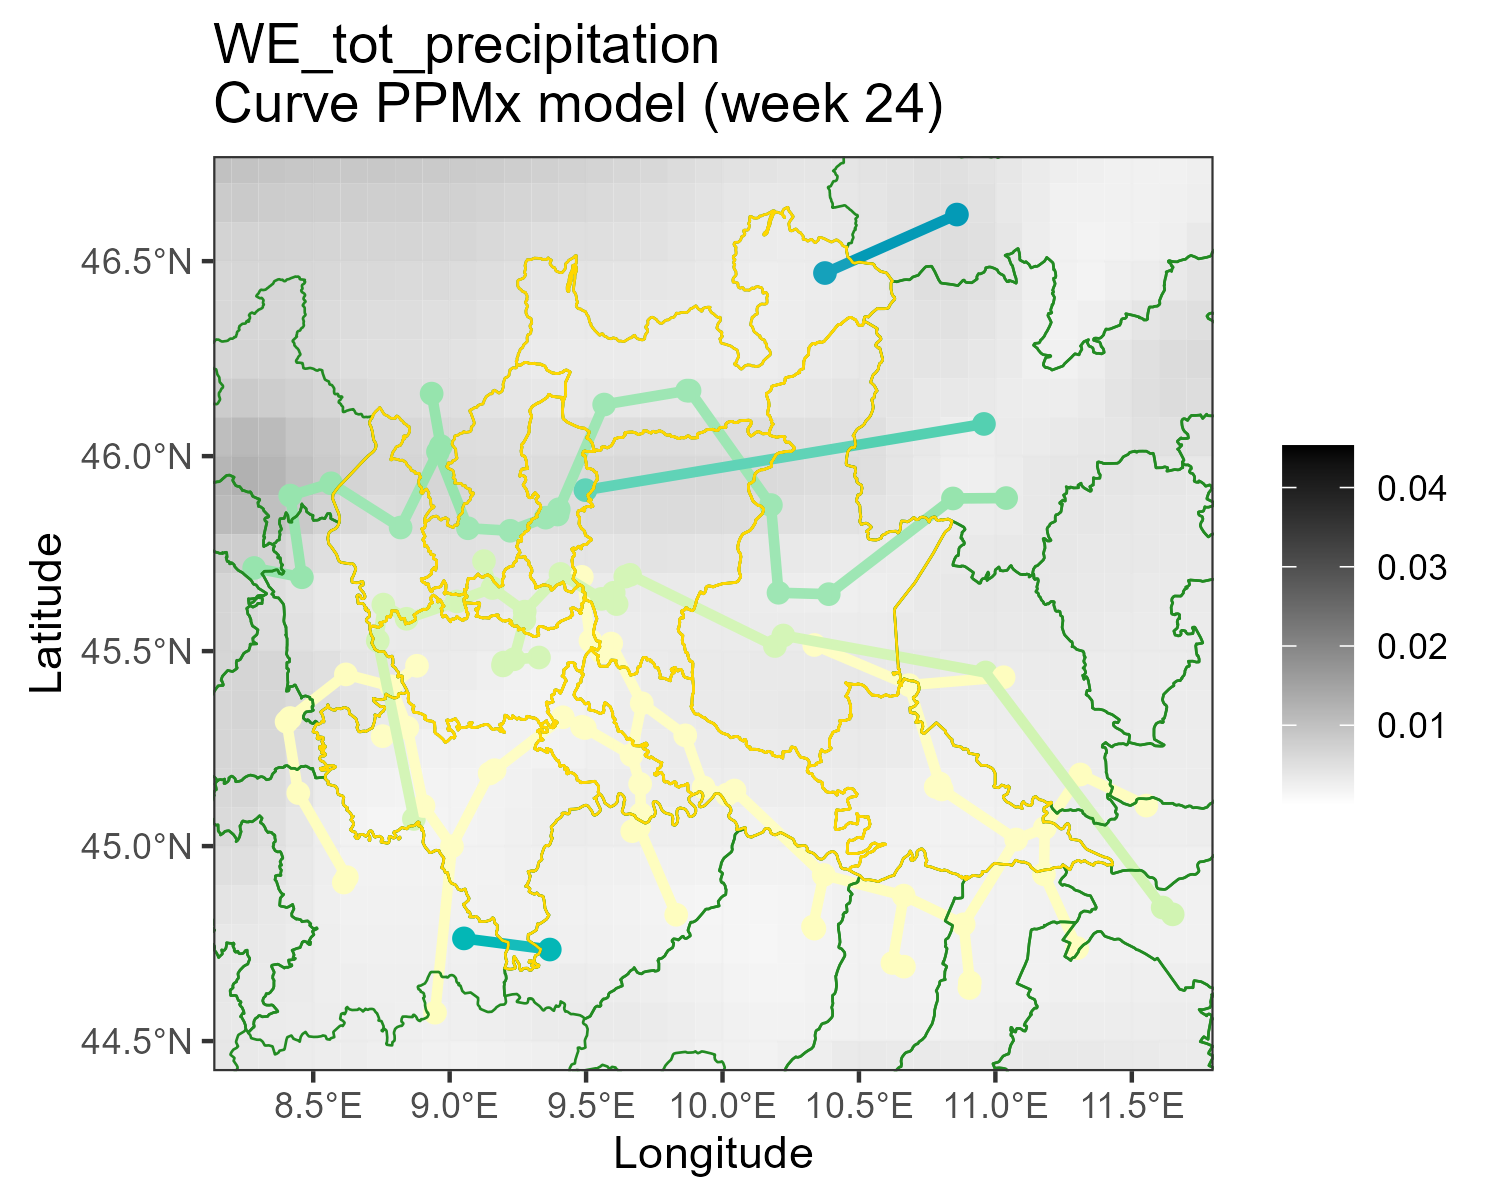 WE_tot_precipitation
Curve PPMx model (week 24)
46.5°N
46.0°N
45.5°N
45.0°N
44.5°N
Latitude
8.5°E 9.0°E 9.5°E 10.0°E 10.5°E 11.0°E 11.5°E
Longitude
0.04
0.03
0.02
0.01